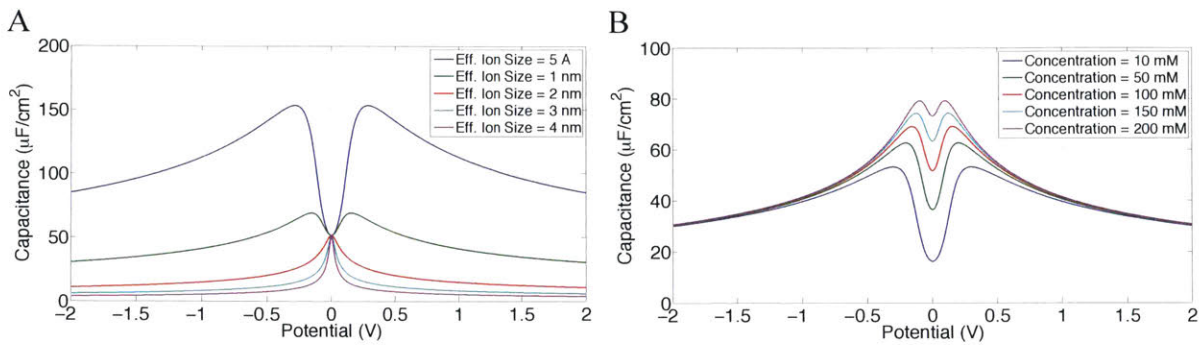 A
Capacitance (μF/cm²)
200
150
100
50
0
Eff. Ion Size = 5 A
Eff. Ion Size = 1 nm
Eff. Ion Size = 2 nm
Eff. Ion Size = 3 nm
Eff. Ion Size = 4 nm
−2 −1.5 −1 −0.5 0 0.5 1 1.5 2
Potential (V)
B
Capacitance (μF/cm²)
100
80
60
40
20
0
Concentration = 10 mM
Concentration = 50 mM
Concentration = 100 mM
Concentration = 150 mM
Concentration = 200 mM
−2 −1.5 −1 −0.5 0 0.5 1 1.5 2
Potential (V)